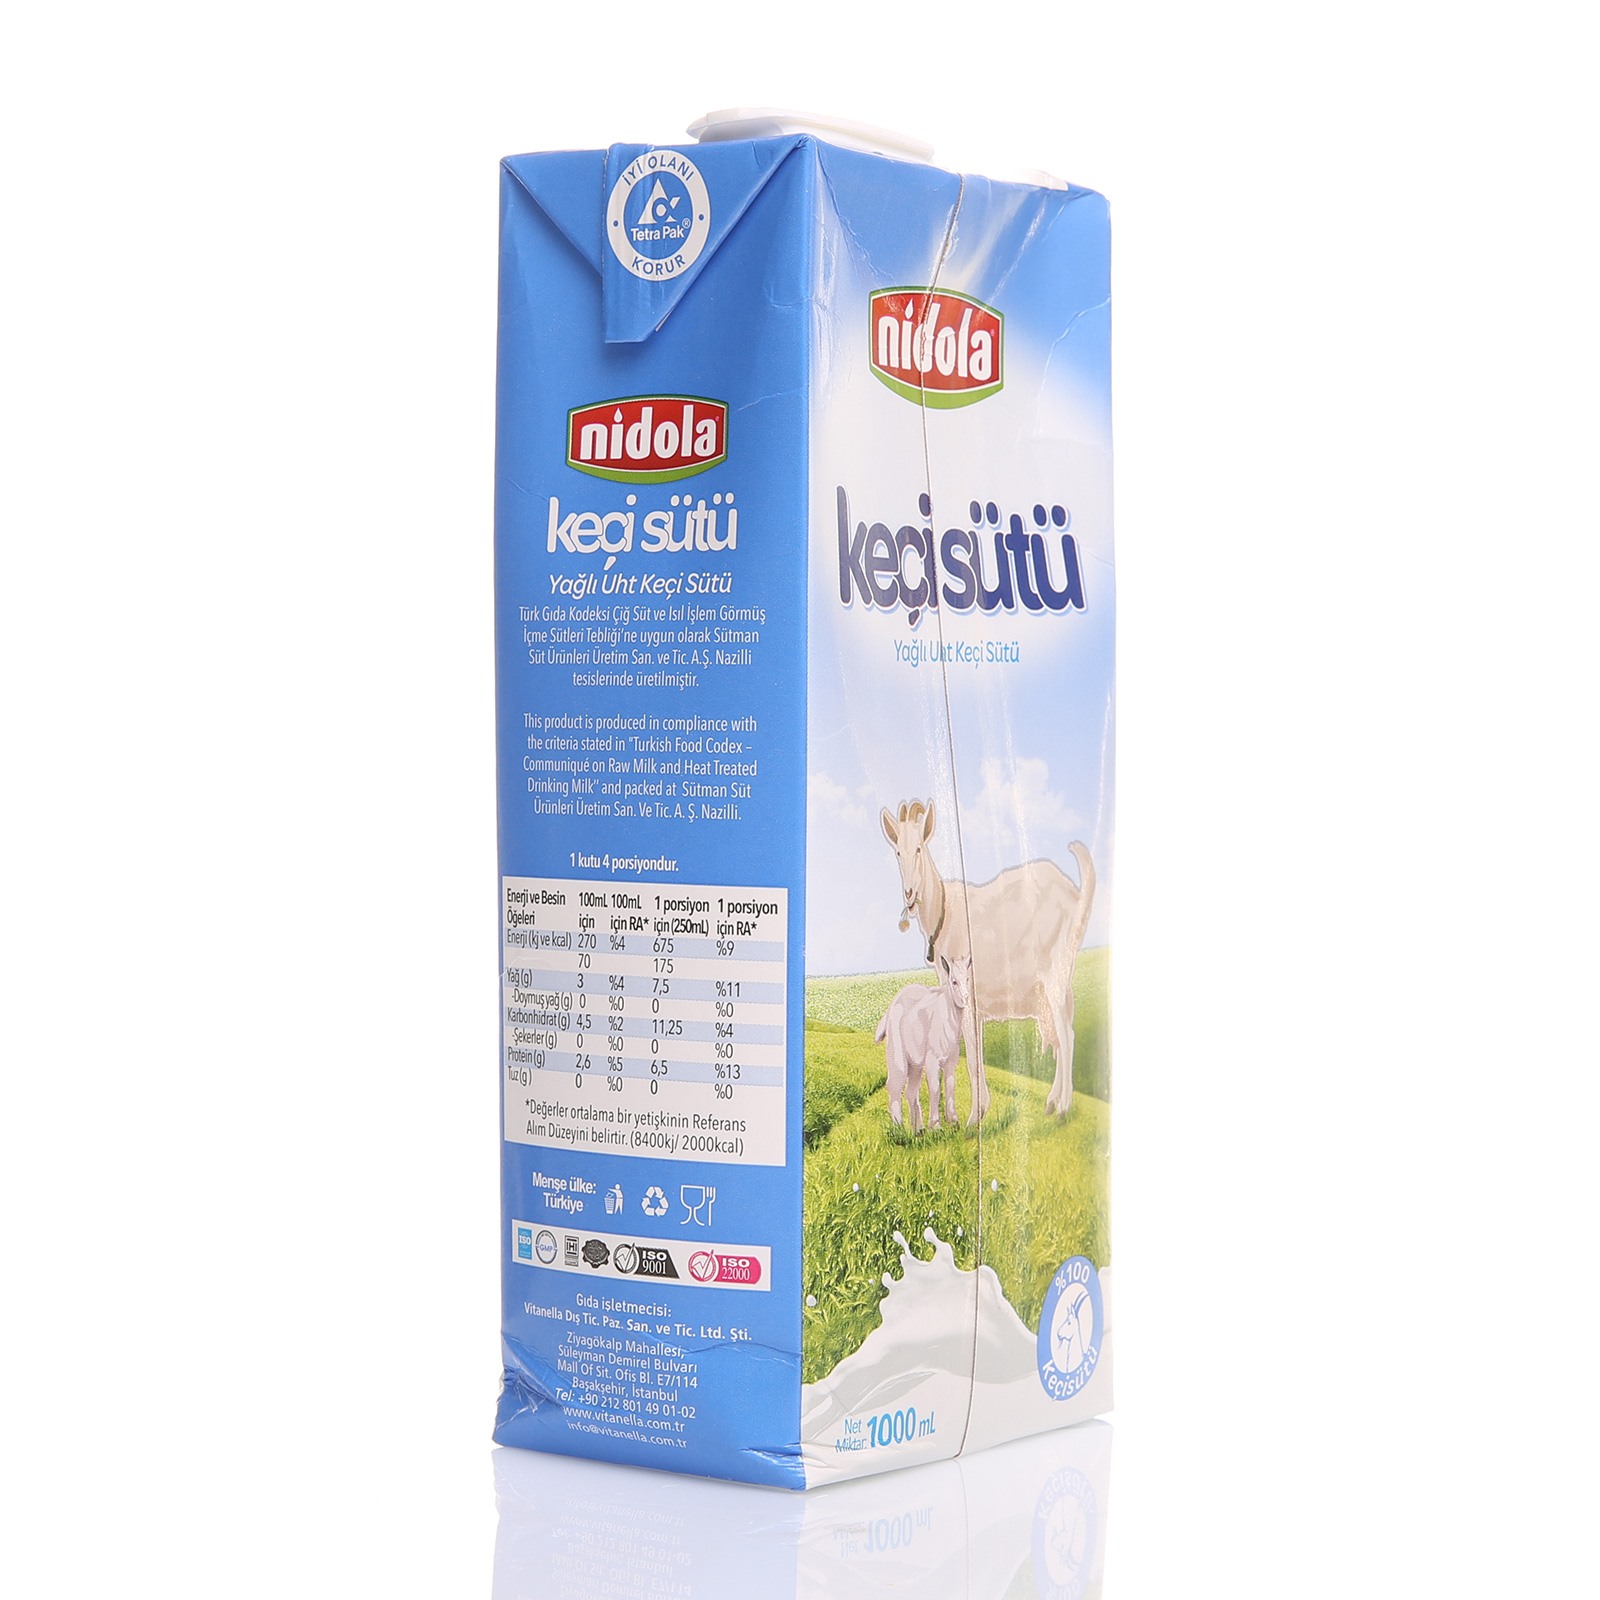 İYİ OLANI
Tetra Pak®
KORUR
nidola
keçi sütü
Yağlı Uht Keçi Sütü
Türk Gıda Kodeksi Çiğ Süt ve Isıl İşlem Görmüş
İçme Sütleri Tebliği'ne uygun olarak Sütman
Süt Ürünleri Üretim San. ve Tic. A.Ş. Nazilli
tesislerinde üretilmiştir.
This product is produced in compliance with
the criteria stated in "Turkish Food Codex –
Communiqué on Raw Milk and Heat Treated
Drinking Milk" and packed at Sütman Süt
Ürünleri Üretim San. Ve Tic. A. Ş. Nazilli.
1 kutu 4 porsiyondur.
Enerji ve Besin 100mL 100mL 1 porsiyon 1 porsiyon
Öğeleri için için RA* için (250mL) için RA*
Enerji (kj ve kcal) 270 %4 675 %9
70 175
Yağ (g) 3 %4 7,5 %11
-Doymuş yağ (g) 0 %0 0 %0
Karbonhidrat (g) 4,5 %2 11,25 %4
-Şekerler (g) 0 %0 0 %0
Protein (g) 2,6 %5 6,5 %13
Tuz (g) 0 %0 0 %0
*Değerler ortalama bir yetişkinin Referans
Alım Düzeyini belirtir. (8400kj/ 2000kcal)
Menşe ülke:
Türkiye
ISO GMP IHI ISO 9001 ISO 22000
Gıda işletmecisi:
Vitanella Dış Tic. Paz. San. ve Tic. Ltd. Şti.
Ziyagökalp Mahallesi,
Süleyman Demirel Bulvarı
Mall Of Sit. Ofis Bl. E7/114
Başakşehir, İstanbul
Tel: +90 212 801 49 01-02
www.vitanella.com.tr
info@vitanella.com.tr
nidola
keçi sütü
Yağlı Uht Keçi Sütü
%100
Keçisütü
Net
Miktar: 1000 mL